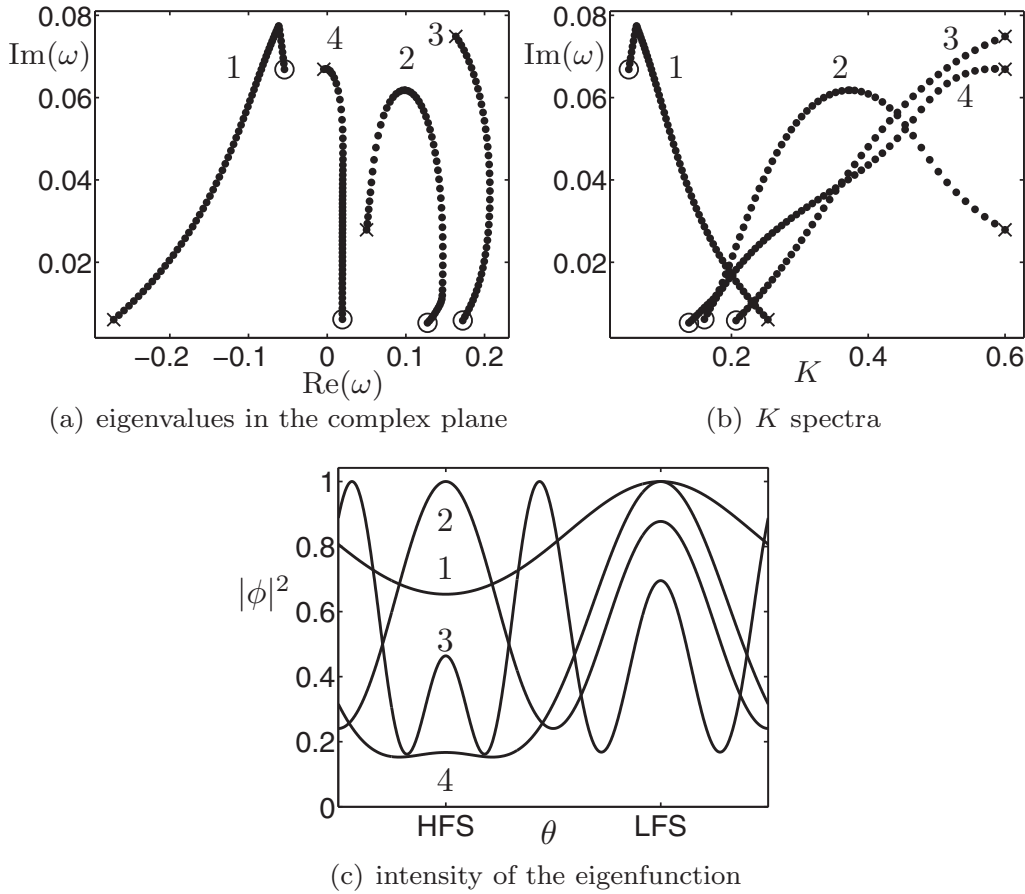 0.08
Im(ω)
0.06
0.04
0.02
1
4
2
3
−0.2 −0.1 0 0.1 0.2
Re(ω)
(a) eigenvalues in the complex plane
0.08
Im(ω)
0.06
0.04
0.02
1
2
3
4
0.2 0.4 0.6
K
(b) K spectra
1
0.8
|ϕ|²
0.6
0.4
0.2
0
2
1
3
4
HFS θ LFS
(c) intensity of the eigenfunction